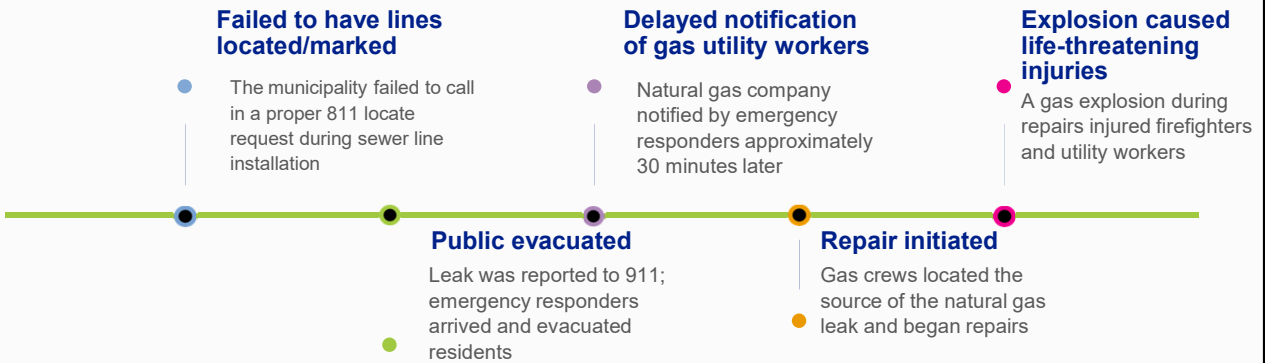 Failed to have lines
located/marked
The municipality failed to call
in a proper 811 locate
request during sewer line
installation
Public evacuated
Leak was reported to 911;
emergency responders
arrived and evacuated
residents
Delayed notification
of gas utility workers
Natural gas company
notified by emergency
responders approximately
30 minutes later
Repair initiated
Gas crews located the
source of the natural gas
leak and began repairs
Explosion caused
life-threatening
injuries
A gas explosion during
repairs injured firefighters
and utility workers